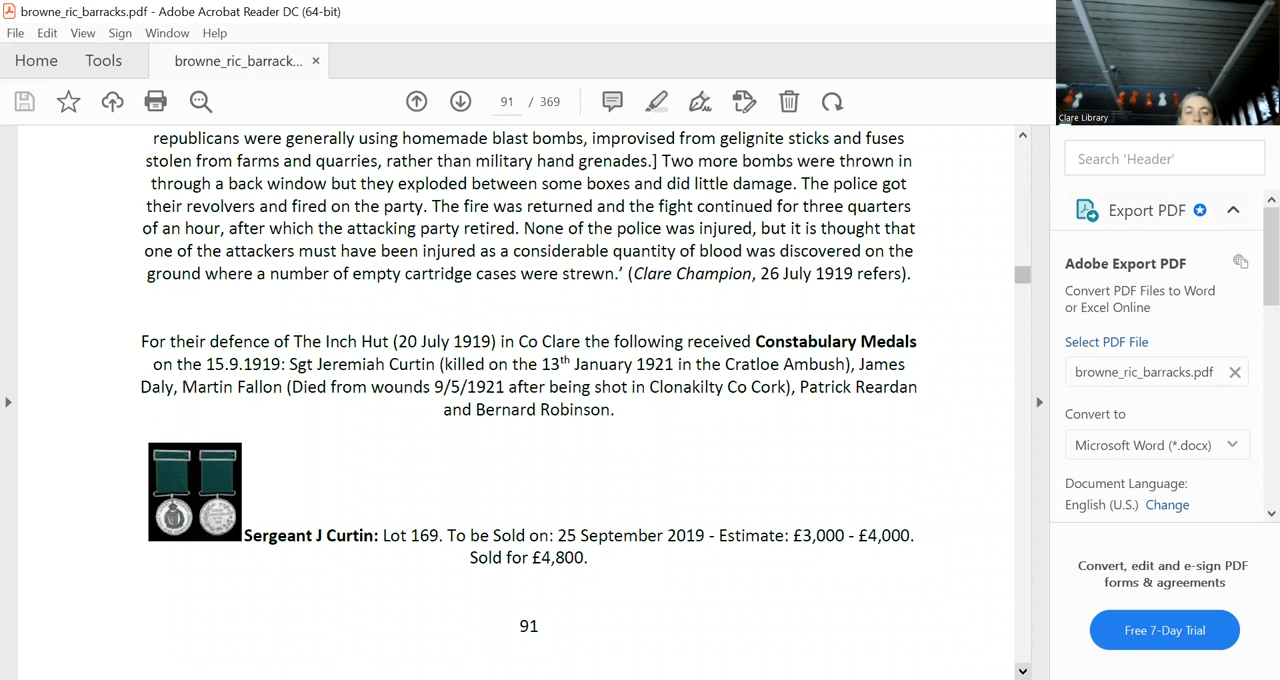 browne_ric_barracks.pdf - Adobe Acrobat Reader DC (64-bit)
File Edit View Sign Window Help
Home Tools browne_ric_barrack... ×
91 / 369
republicans were generally using homemade blast bombs, improvised from gelignite sticks and fuses
stolen from farms and quarries, rather than military hand grenades.] Two more bombs were thrown in
through a back window but they exploded between some boxes and did little damage. The police got
their revolvers and fired on the party. The fire was returned and the fight continued for three quarters
of an hour, after which the attacking party retired. None of the police was injured, but it is thought that
one of the attackers must have been injured as a considerable quantity of blood was discovered on the
ground where a number of empty cartridge cases were strewn.’ (Clare Champion, 26 July 1919 refers).
For their defence of The Inch Hut (20 July 1919) in Co Clare the following received Constabulary Medals
on the 15.9.1919: Sgt Jeremiah Curtin (killed on the 13th January 1921 in the Cratloe Ambush), James
Daly, Martin Fallon (Died from wounds 9/5/1921 after being shot in Clonakilty Co Cork), Patrick Reardan
and Bernard Robinson.
Sergeant J Curtin: Lot 169. To be Sold on: 25 September 2019 - Estimate: £3,000 - £4,000.
Sold for £4,800.
91
Clare Library
Search 'Header'
Export PDF
Adobe Export PDF
Convert PDF Files to Word
or Excel Online
Select PDF File
browne_ric_barracks.pdf
Convert to
Microsoft Word (*.docx)
Document Language:
English (U.S.) Change
Convert, edit and e-sign PDF
forms & agreements
Free 7-Day Trial